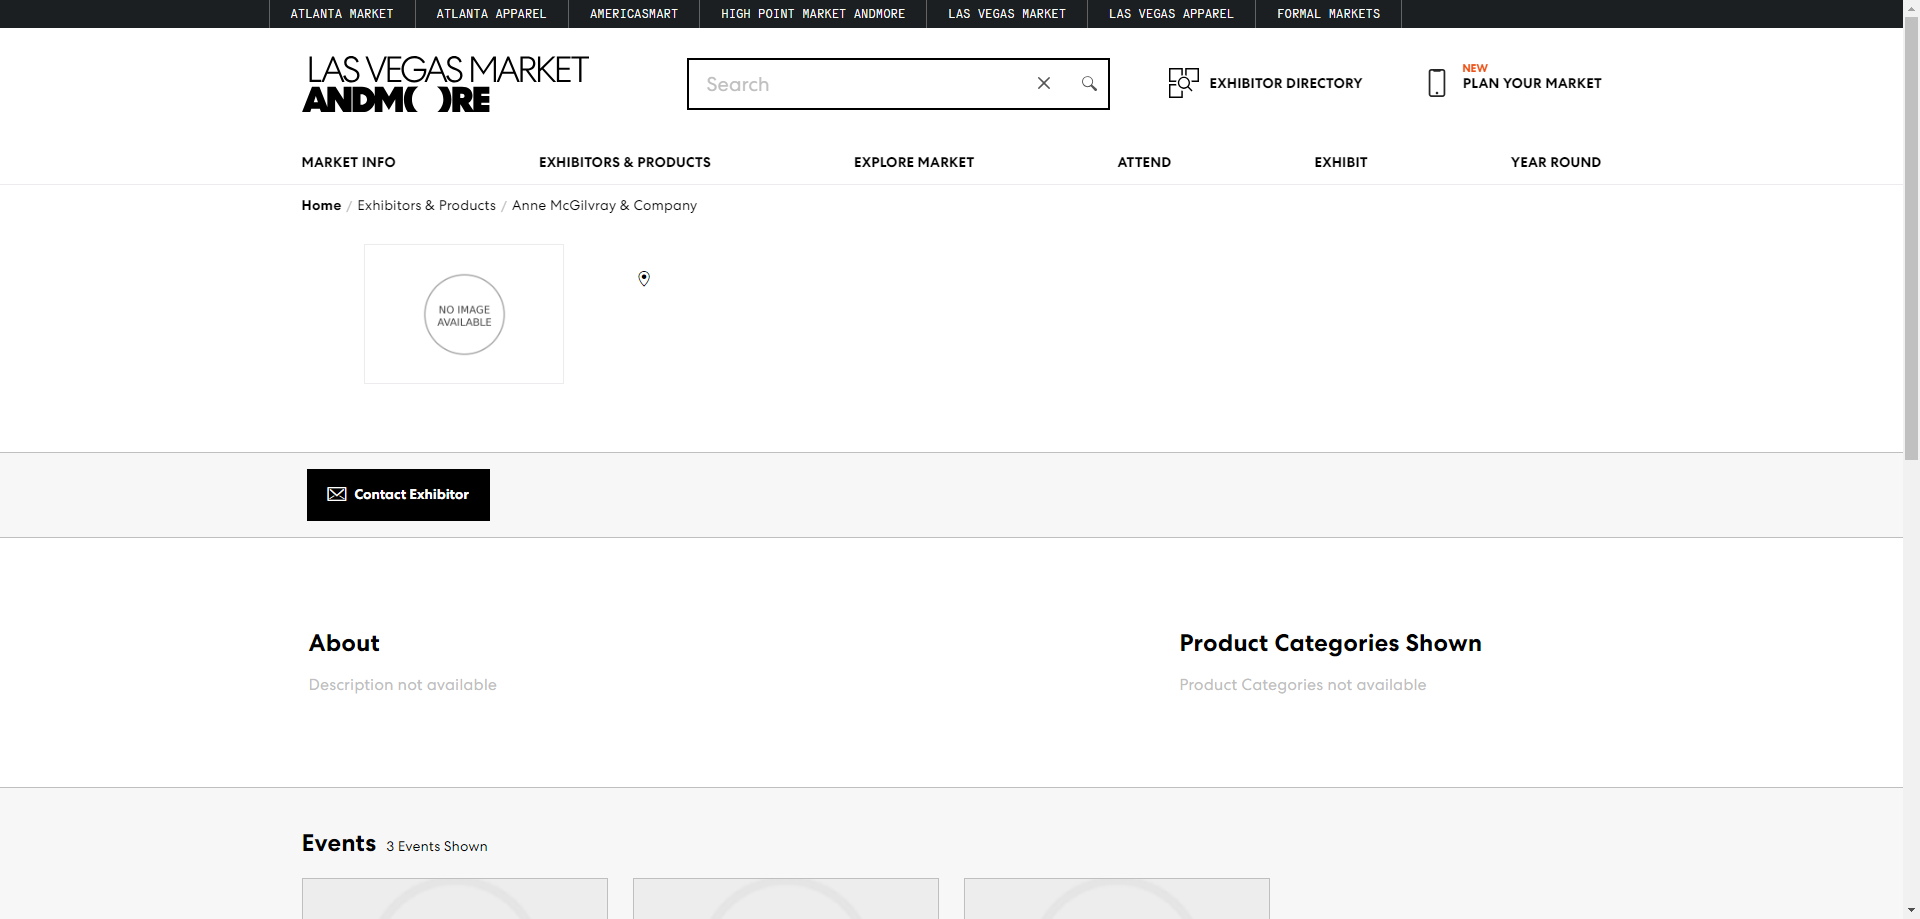 ATLANTA MARKET
ATLANTA APPAREL
AMERICASMART
HIGH POINT MARKET ANDMORE
LAS VEGAS MARKET
LAS VEGAS APPAREL
FORMAL MARKETS
LAS VEGAS MARKET
ANDMORE
Search
EXHIBITOR DIRECTORY
NEW
PLAN YOUR MARKET
MARKET INFO
EXHIBITORS & PRODUCTS
EXPLORE MARKET
ATTEND
EXHIBIT
YEAR ROUND
Home / Exhibitors & Products / Anne McGilvray & Company
NO IMAGE
AVAILABLE
Contact Exhibitor
About
Description not available
Product Categories Shown
Product Categories not available
Events 3 Events Shown